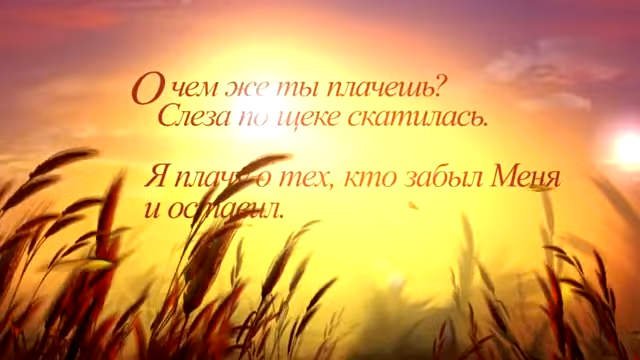 О чем же ты плачешь?
Слеза по щеке скатилась.
Я плачу о тех, кто забыл Меня
и оставил.